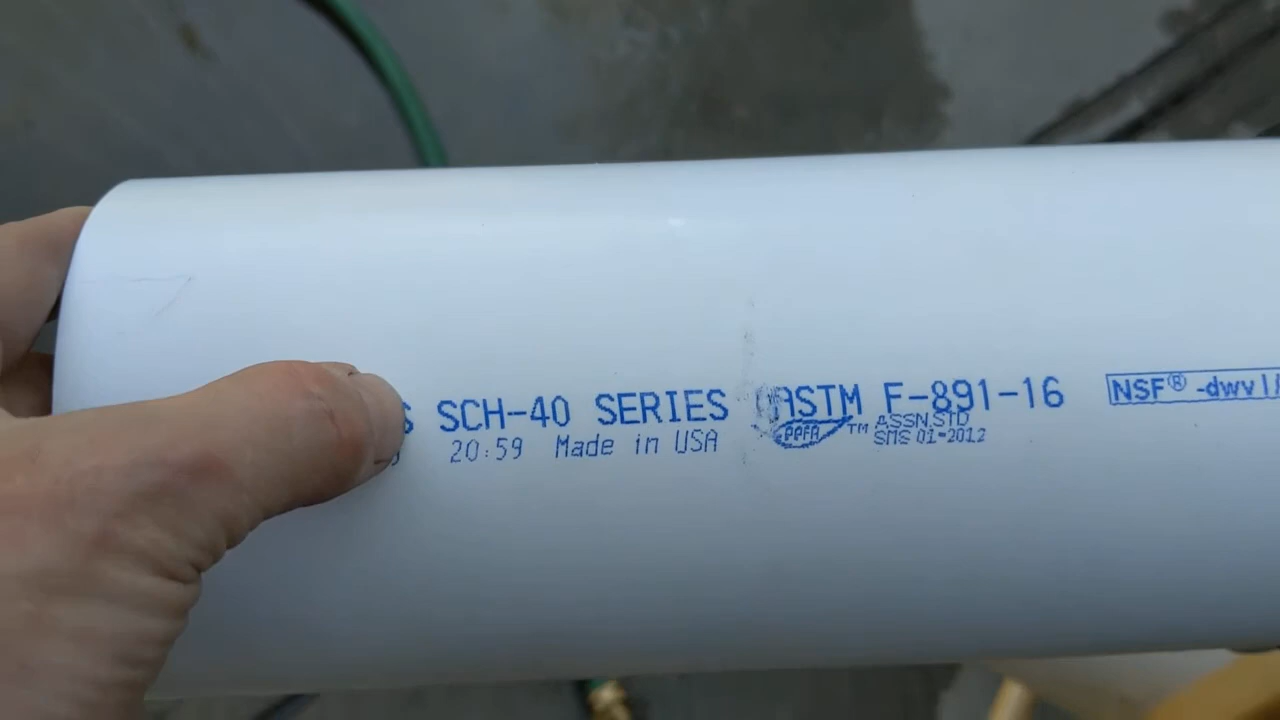 SCH-40 SERIES ASTM F-891-16 NSF® -dwv
20:59 Made in USA PPFA ™ ASSN.STD
SMS 01-2012